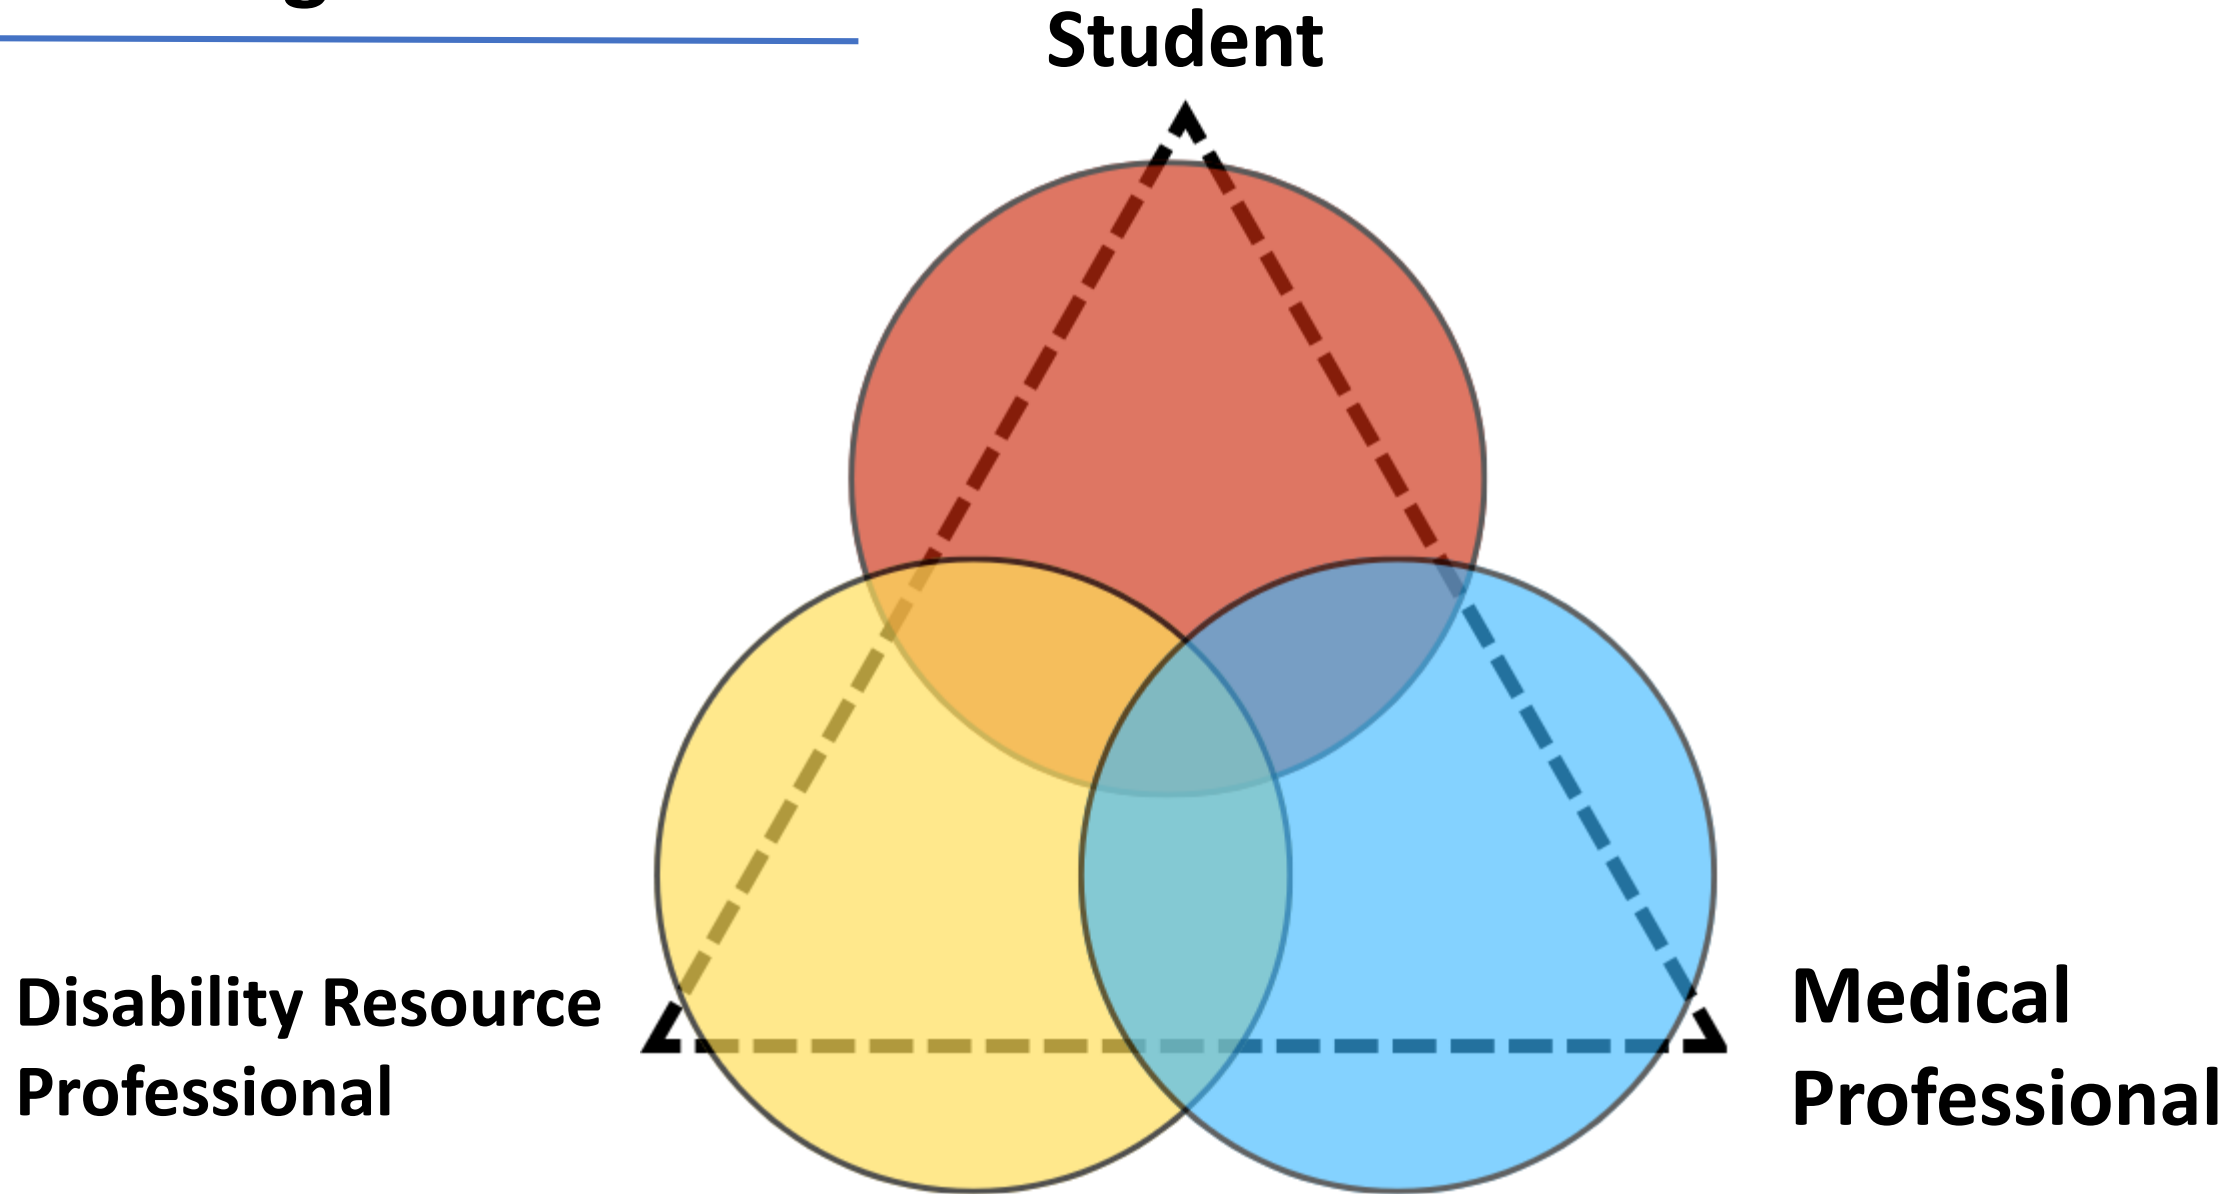 Student
Disability Resource
Professional
Medical
Professional